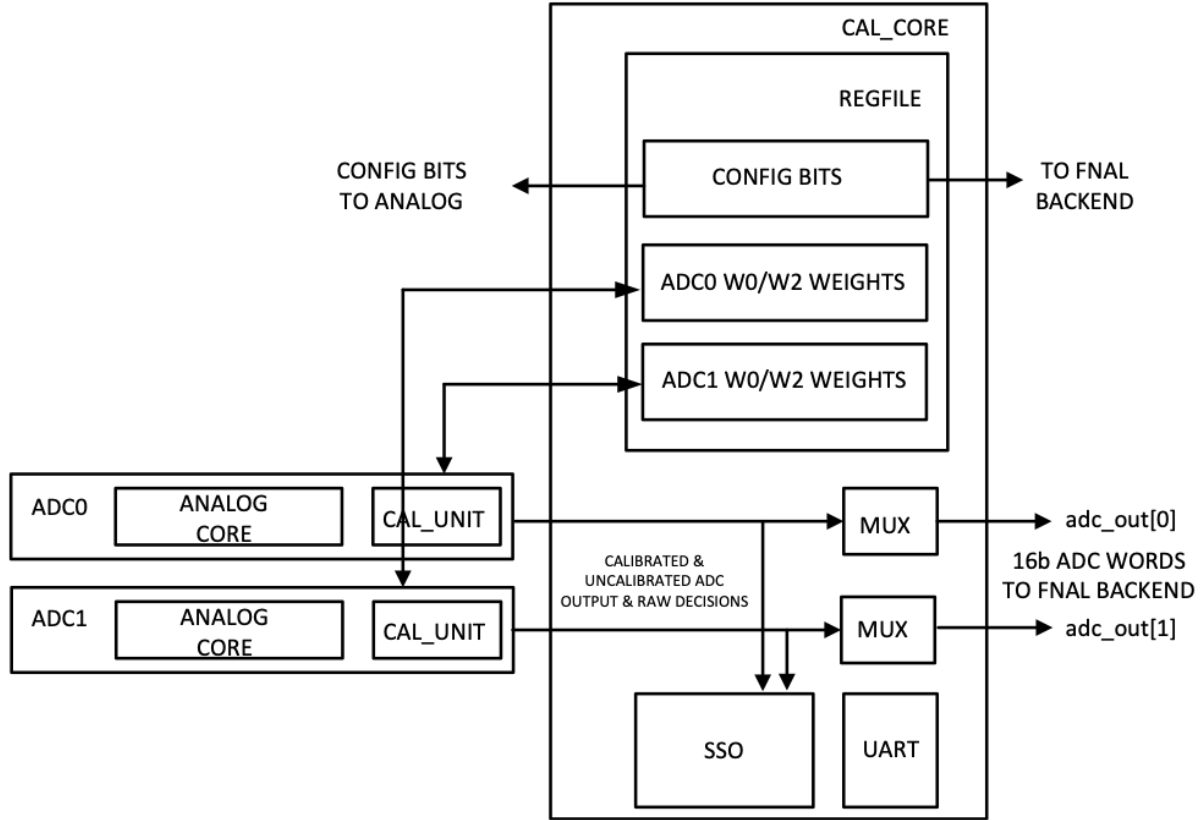 CAL_CORE
REGFILE
CONFIG BITS
TO ANALOG
CONFIG BITS
TO FNAL
BACKEND
ADC0 W0/W2 WEIGHTS
ADC1 W0/W2 WEIGHTS
ADC0
ANALOG
CORE
CAL_UNIT
MUX
adc_out[0]
CALIBRATED &
UNCALIBRATED ADC
OUTPUT & RAW DECISIONS
16b ADC WORDS
TO FNAL BACKEND
ADC1
ANALOG
CORE
CAL_UNIT
MUX
adc_out[1]
SSO
UART